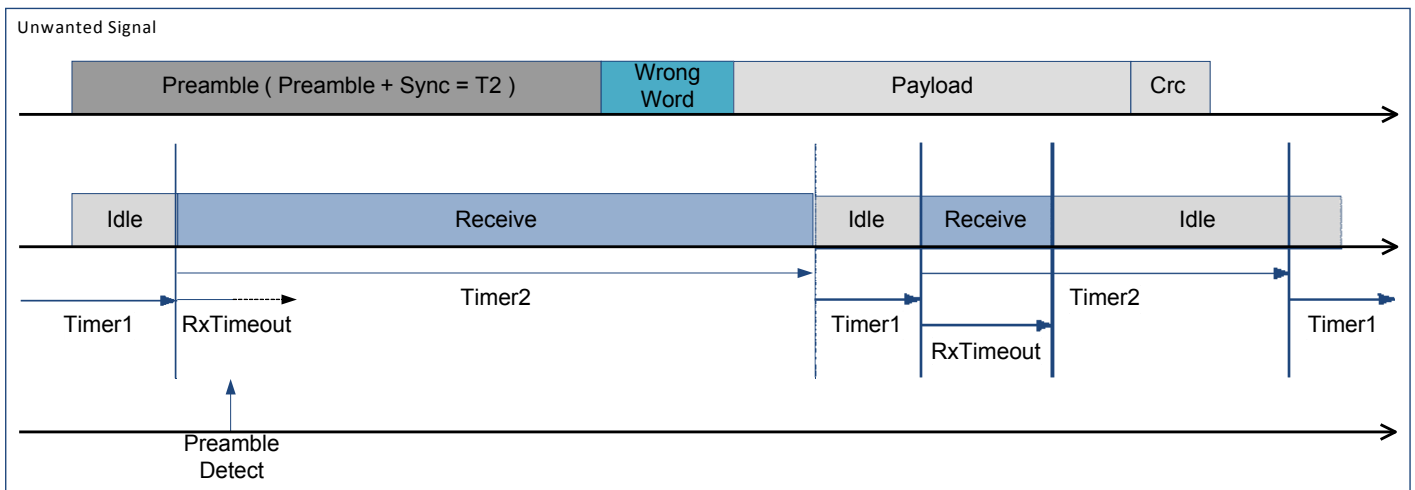 Unwanted Signal
Preamble ( Preamble + Sync = T2 )
Wrong
Word
Payload
Crc
Idle
Receive
Idle
Receive
Idle
Timer2
Timer2
Timer1
RxTimeout
Timer1
Timer1
RxTimeout
Preamble
Detect